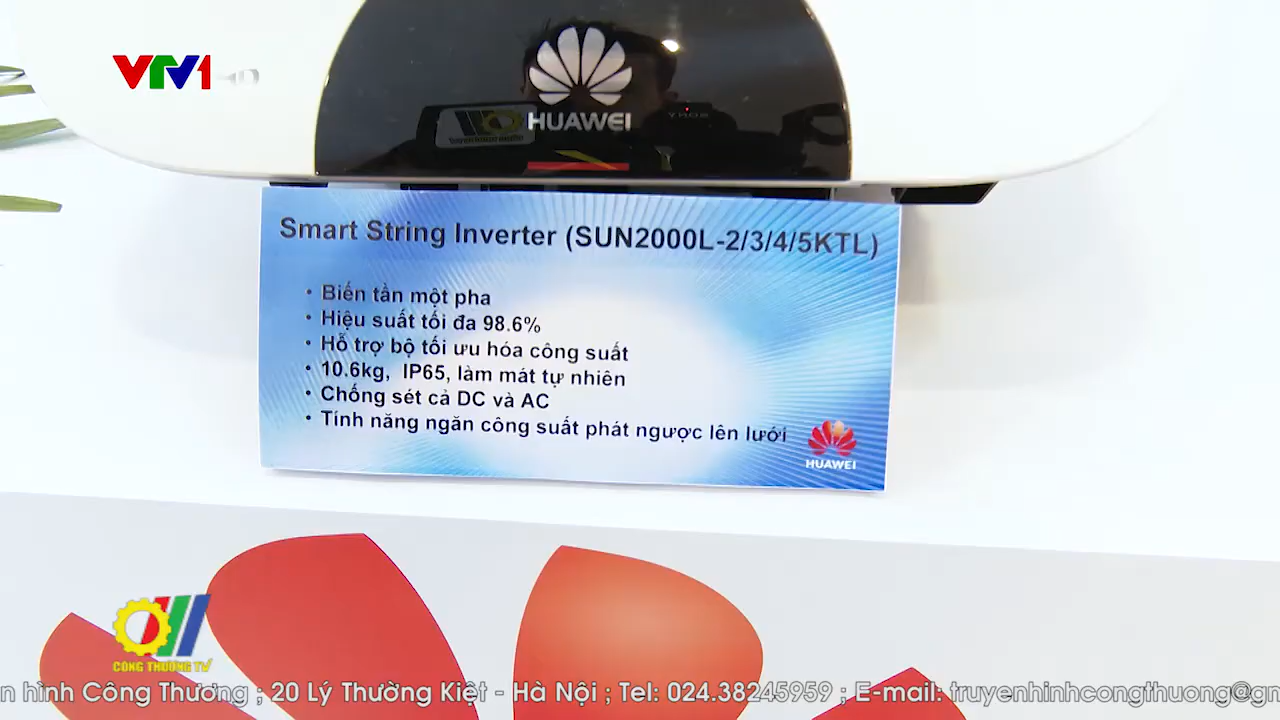 VTV1
HUAWEI
Smart String Inverter (SUN2000L-2/3/4/5KTL)
• Biến tần một pha
• Hiệu suất tối đa 98.6%
• Hỗ trợ bộ tối ưu hóa công suất
• 10.6kg, IP65, làm mát tự nhiên
• Chống sét cả DC và AC
• Tính năng ngăn công suất phát ngược lên lưới
HUAWEI
CÔNG THƯƠNG TV
hình Công Thương ; 20 Lý Thường Kiệt - Hà Nội ; Tel: 024.38245959 ; E-mail: truyenhinhcongthuong@gm